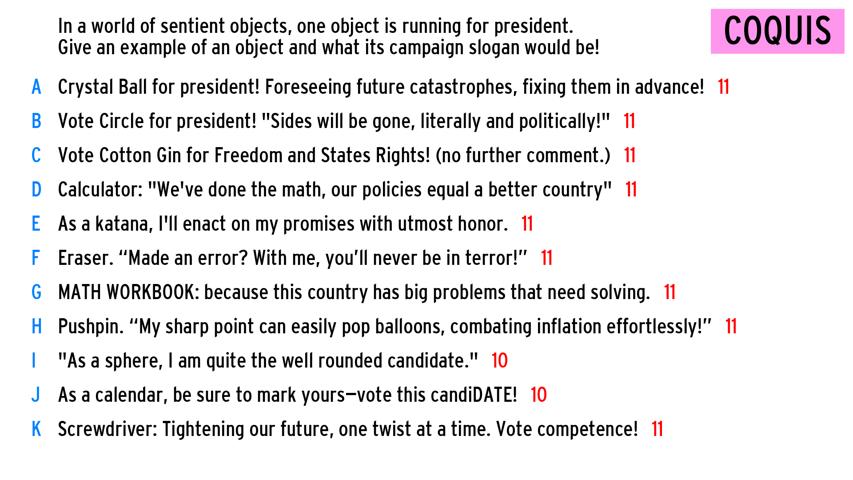 In a world of sentient objects, one object is running for president.
Give an example of an object and what its campaign slogan would be!
COQUIS
A Crystal Ball for president! Foreseeing future catastrophes, fixing them in advance! 11
B Vote Circle for president! "Sides will be gone, literally and politically!" 11
C Vote Cotton Gin for Freedom and States Rights! (no further comment.) 11
D Calculator: "We've done the math, our policies equal a better country" 11
E As a katana, I'll enact on my promises with utmost honor. 11
F Eraser. “Made an error? With me, you’ll never be in terror!” 11
G MATH WORKBOOK: because this country has big problems that need solving. 11
H Pushpin. “My sharp point can easily pop balloons, combating inflation effortlessly!” 11
I "As a sphere, I am quite the well rounded candidate." 10
J As a calendar, be sure to mark yours—vote this candiDATE! 10
K Screwdriver: Tightening our future, one twist at a time. Vote competence! 11